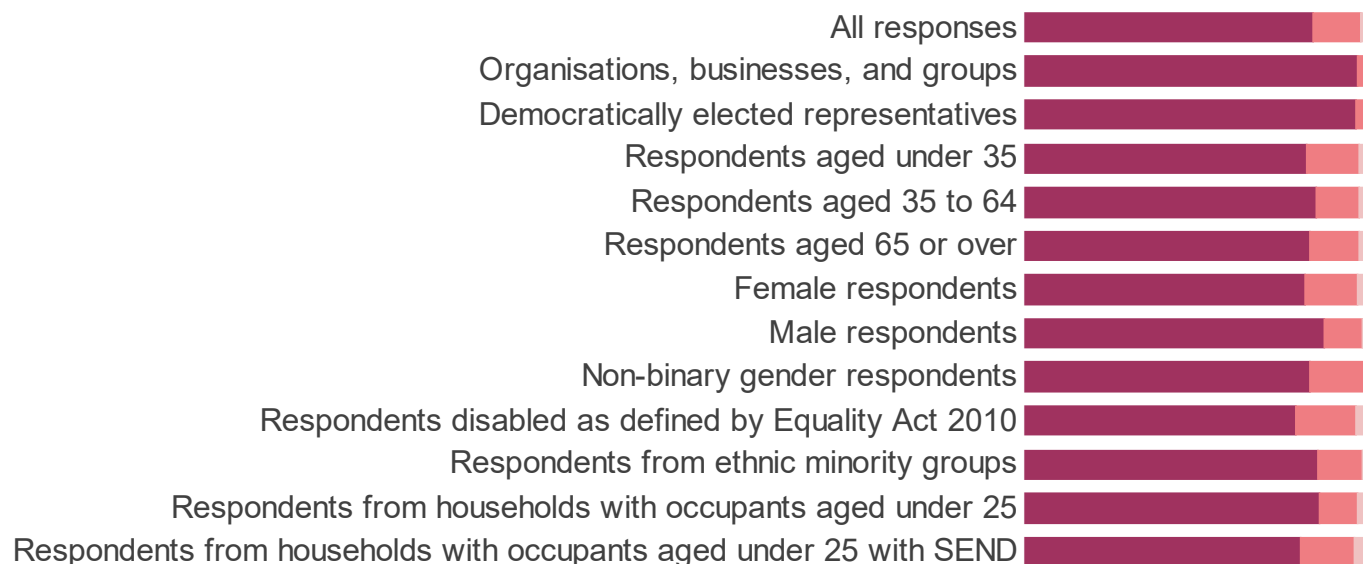 All responses
Organisations, businesses, and groups
Democratically elected representatives
Respondents aged under 35
Respondents aged 35 to 64
Respondents aged 65 or over
Female respondents
Male respondents
Non-binary gender respondents
Respondents disabled as defined by Equality Act 2010
Respondents from ethnic minority groups
Respondents from households with occupants aged under 25
Respondents from households with occupants aged under 25 with SEND